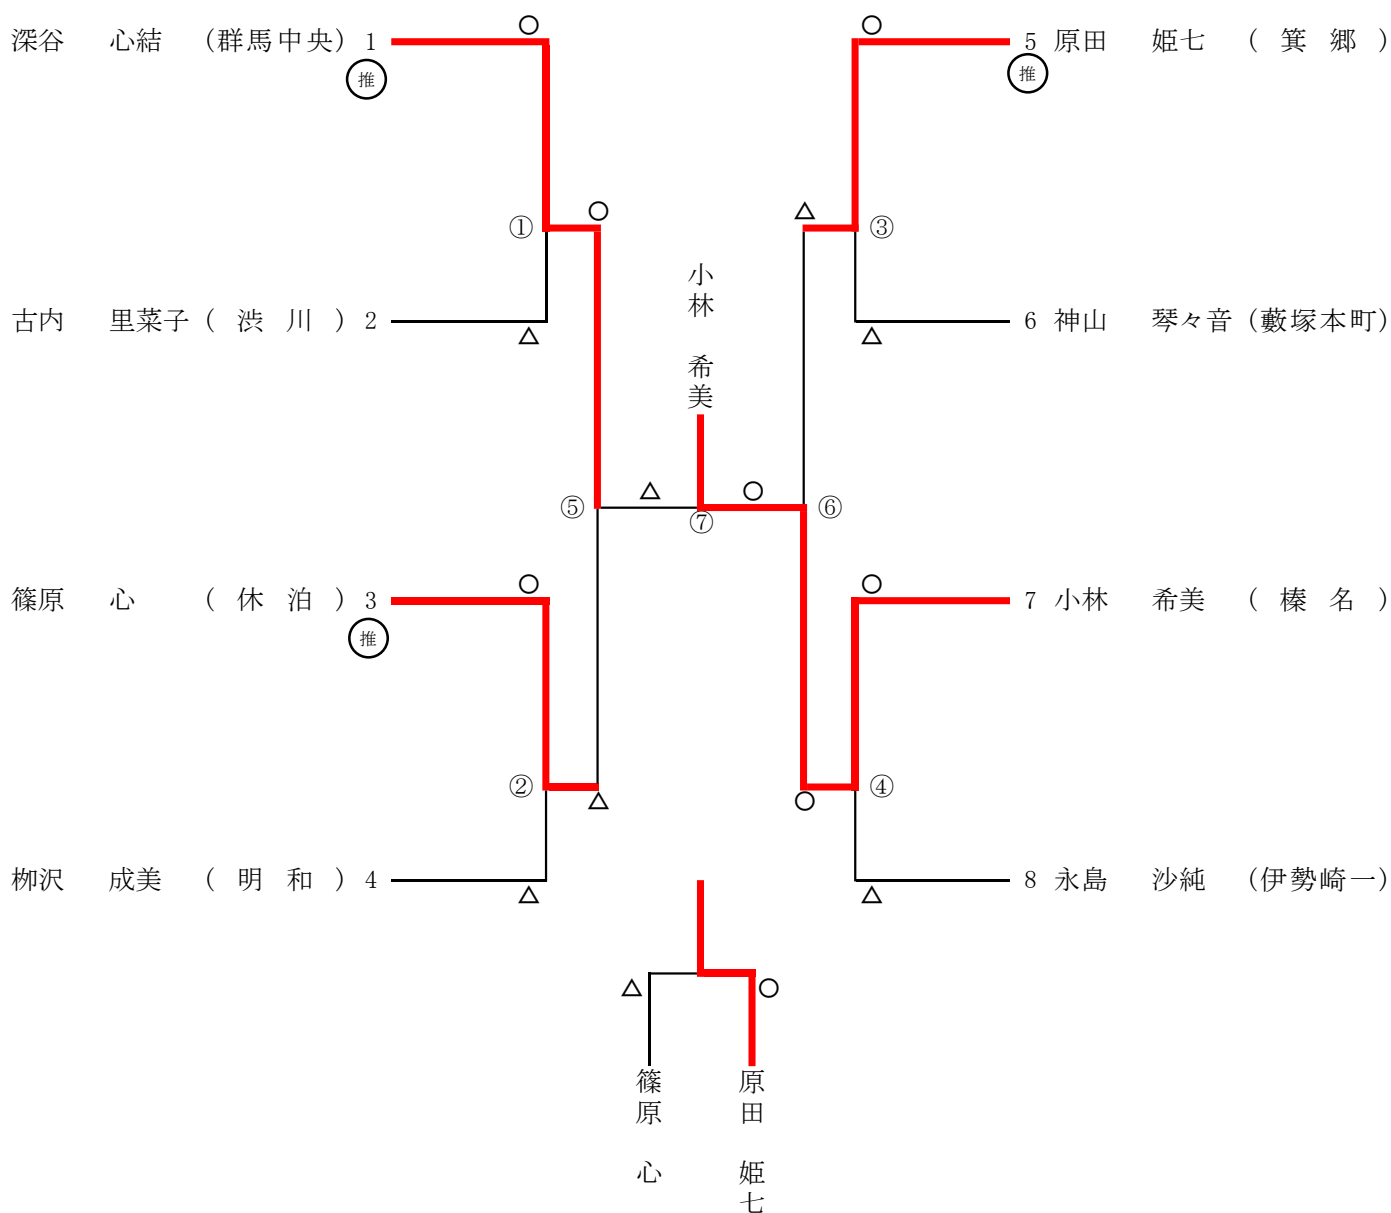 深谷 心結 (群馬中央) 1
推
古内 里菜子 ( 渋 川 ) 2
篠原 心 ( 休 泊 ) 3
推
栁沢 成美 ( 明 和 ) 4
①
②
⑤
小林 希美
⑦
⑥
③
④
5 原田 姫七 ( 箕 郷 )
推
6 神山 琴々音 (藪塚本町)
7 小林 希美 ( 榛 名 )
8 永島 沙純 (伊勢崎一)
篠原 心
原田 姫七